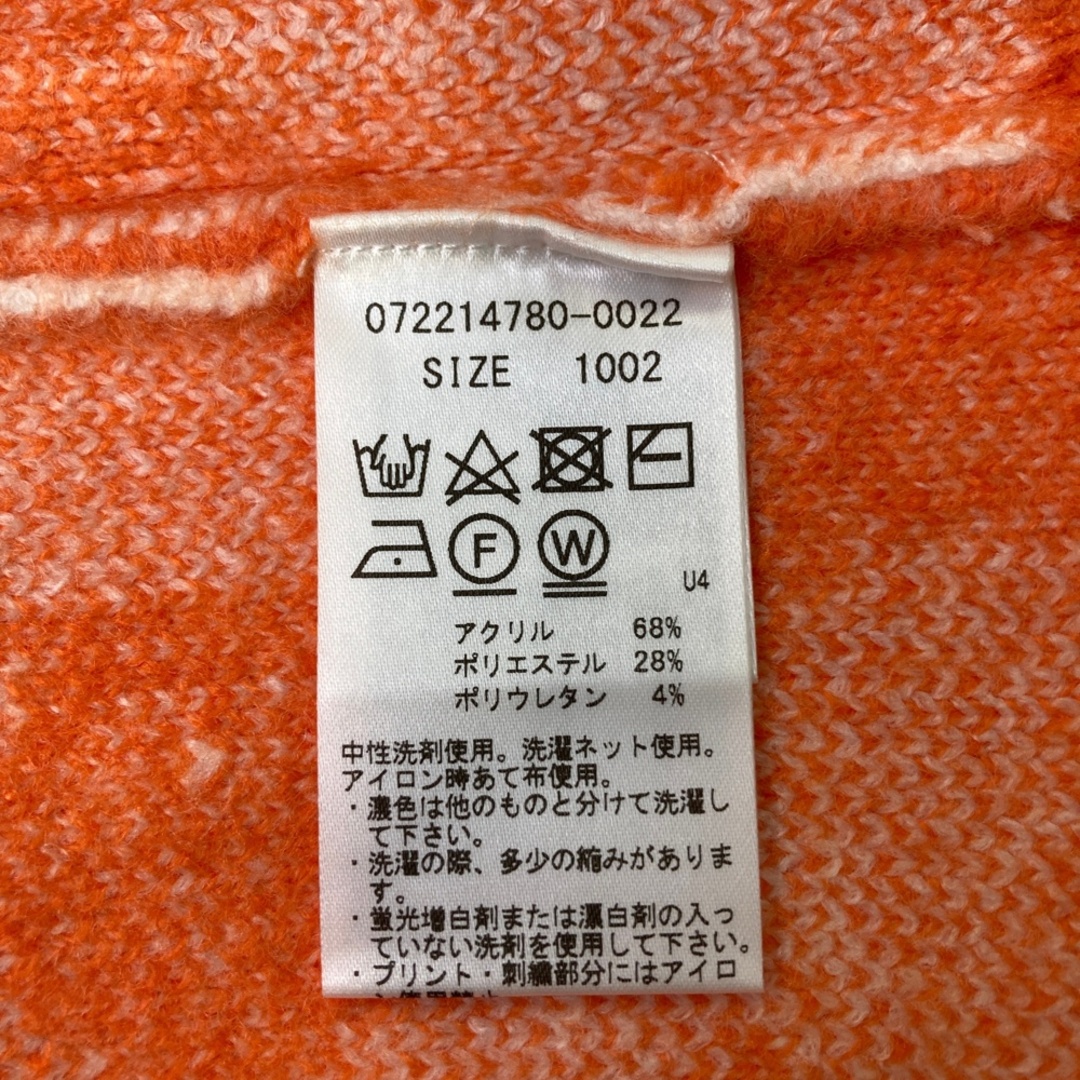 072214780-0022
SIZE 1002
F W
U4
アクリル 68%
ポリエステル 28%
ポリウレタン 4%
中性洗剤使用。洗濯ネット使用。
アイロン時あて布使用。
・濃色は他のものと分けて洗濯し
て下さい。
・洗濯の際、多少の縮みがありま
す。
・蛍光増白剤または漂白剤の入っ
ていない洗剤を使用して下さい。
・プリント・刺繍部分にはアイロ